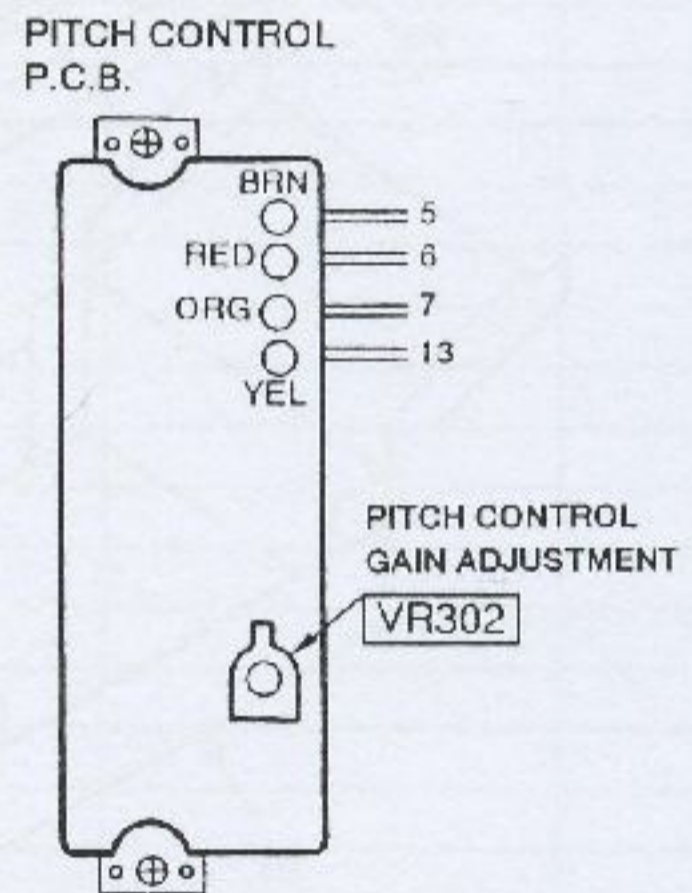 PITCH CONTROL
P.C.B.
BRN
5
RED
6
ORG
7
13
YEL
PITCH CONTROL
GAIN ADJUSTMENT
VR302